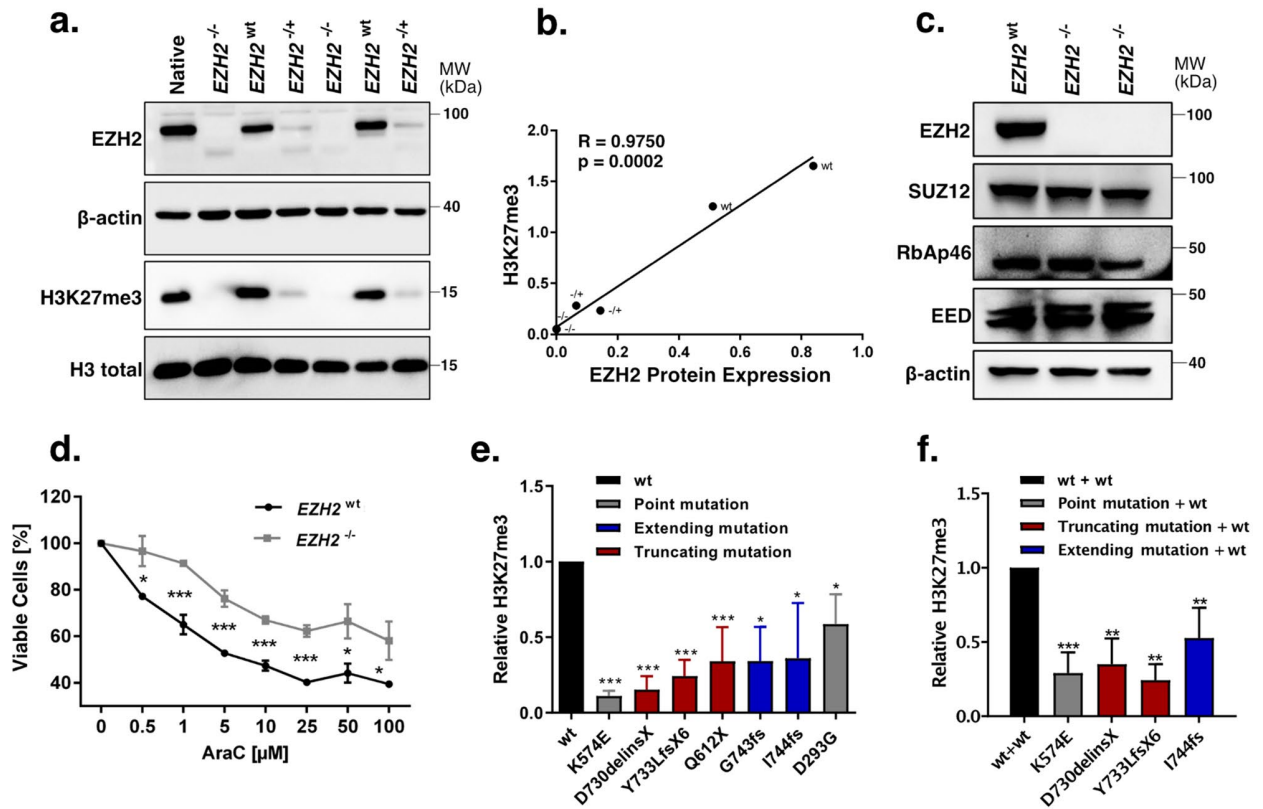 a.
Native
EZH2 -/-
EZH2 wt
EZH2 -/+
EZH2 -/-
EZH2 wt
EZH2 -/+
MW
(kDa)
EZH2
100
β-actin
40
H3K27me3
15
H3 total
15
b.
R = 0.9750
p = 0.0002
H3K27me3
2.0
1.5
1.0
0.5
0.0
wt
wt
-/+
-/+
-/-
-/-
0.0 0.2 0.4 0.6 0.8 1.0
EZH2 Protein Expression
c.
EZH2 wt
EZH2 -/-
EZH2 -/-
MW
(kDa)
EZH2
100
SUZ12
100
RbAp46
50
EED
50
β-actin
40
d.
EZH2 wt
EZH2 -/-
Viable Cells [%]
120
100
80
60
40
*
***
***
***
***
*
*
0 0.5 1 5 10 25 50 100
AraC [µM]
e.
wt
Point mutation
Extending mutation
Truncating mutation
Relative H3K27me3
1.5
1.0
0.5
0.0
***
***
***
***
*
*
*
wt
K574E
D730delinsX
Y733LfsX6
Q612X
G743fs
I744fs
D293G
f.
wt + wt
Point mutation + wt
Truncating mutation + wt
Extending mutation + wt
Relative H3K27me3
1.5
1.0
0.5
0.0
***
**
**
**
wt+wt
K574E
D730delinsX
Y733LfsX6
I744fs